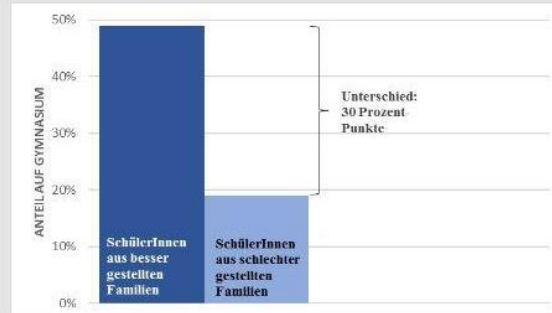 50%
40%
30%
20%
10%
0%
ANTEIL AUF GYMNASIUM
SchülerInnen
aus besser
gestellten
Familien
SchülerInnen
aus schlechter
gestellten
Familien
Unterschied:
30 Prozent-
Punkte